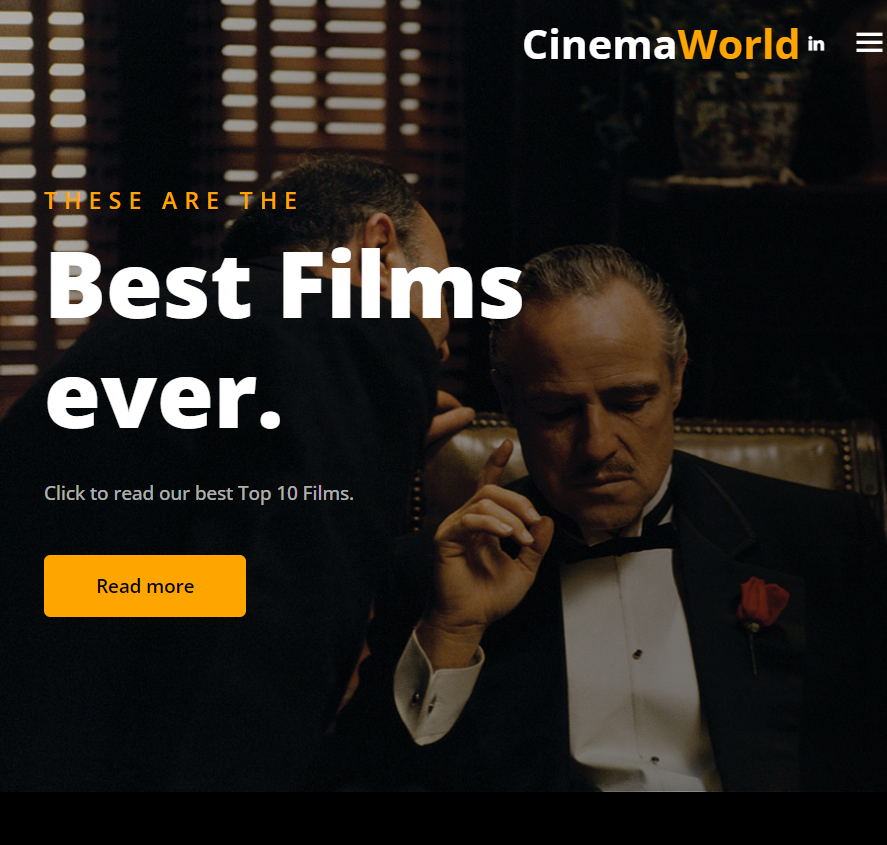 CinemaWorld in
THESE ARE THE
Best Films
ever.
Click to read our best Top 10 Films.
Read more